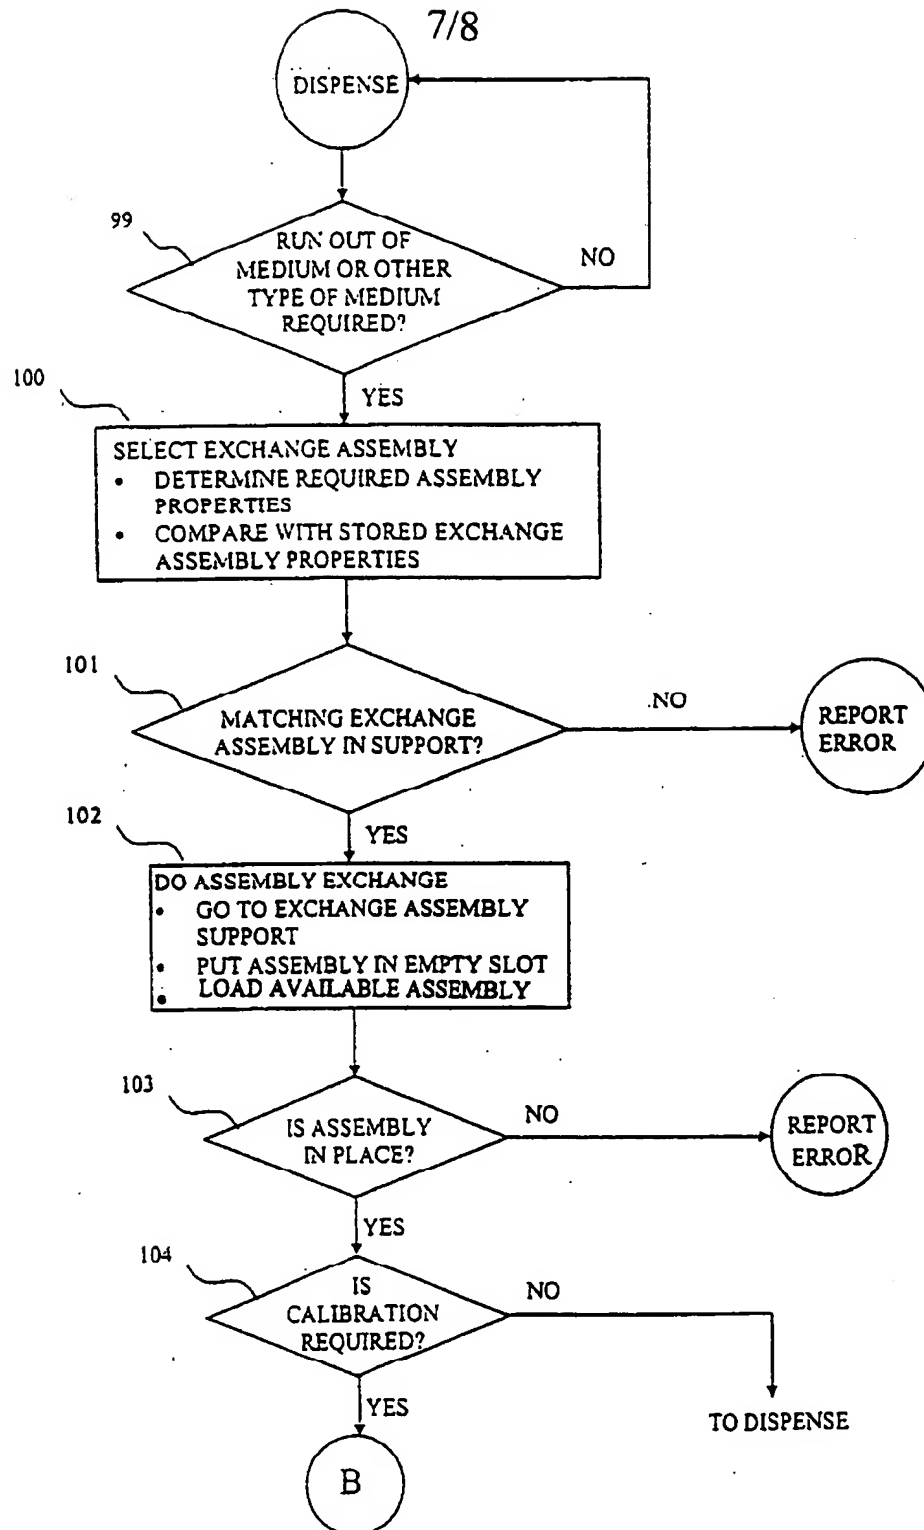 7/8
DISPENSE
99
RUN OUT OF
MEDIUM OR OTHER
TYPE OF MEDIUM
REQUIRED?
NO
YES
100
SELECT EXCHANGE ASSEMBLY
• DETERMINE REQUIRED ASSEMBLY
PROPERTIES
• COMPARE WITH STORED EXCHANGE
ASSEMBLY PROPERTIES
101
MATCHING EXCHANGE
ASSEMBLY IN SUPPORT?
NO
REPORT
ERROR
YES
102
DO ASSEMBLY EXCHANGE
• GO TO EXCHANGE ASSEMBLY
SUPPORT
• PUT ASSEMBLY IN EMPTY SLOT
• LOAD AVAILABLE ASSEMBLY
103
IS ASSEMBLY
IN PLACE?
NO
REPORT
ERROR
YES
104
IS
CALIBRATION
REQUIRED?
NO
TO DISPENSE
YES
B